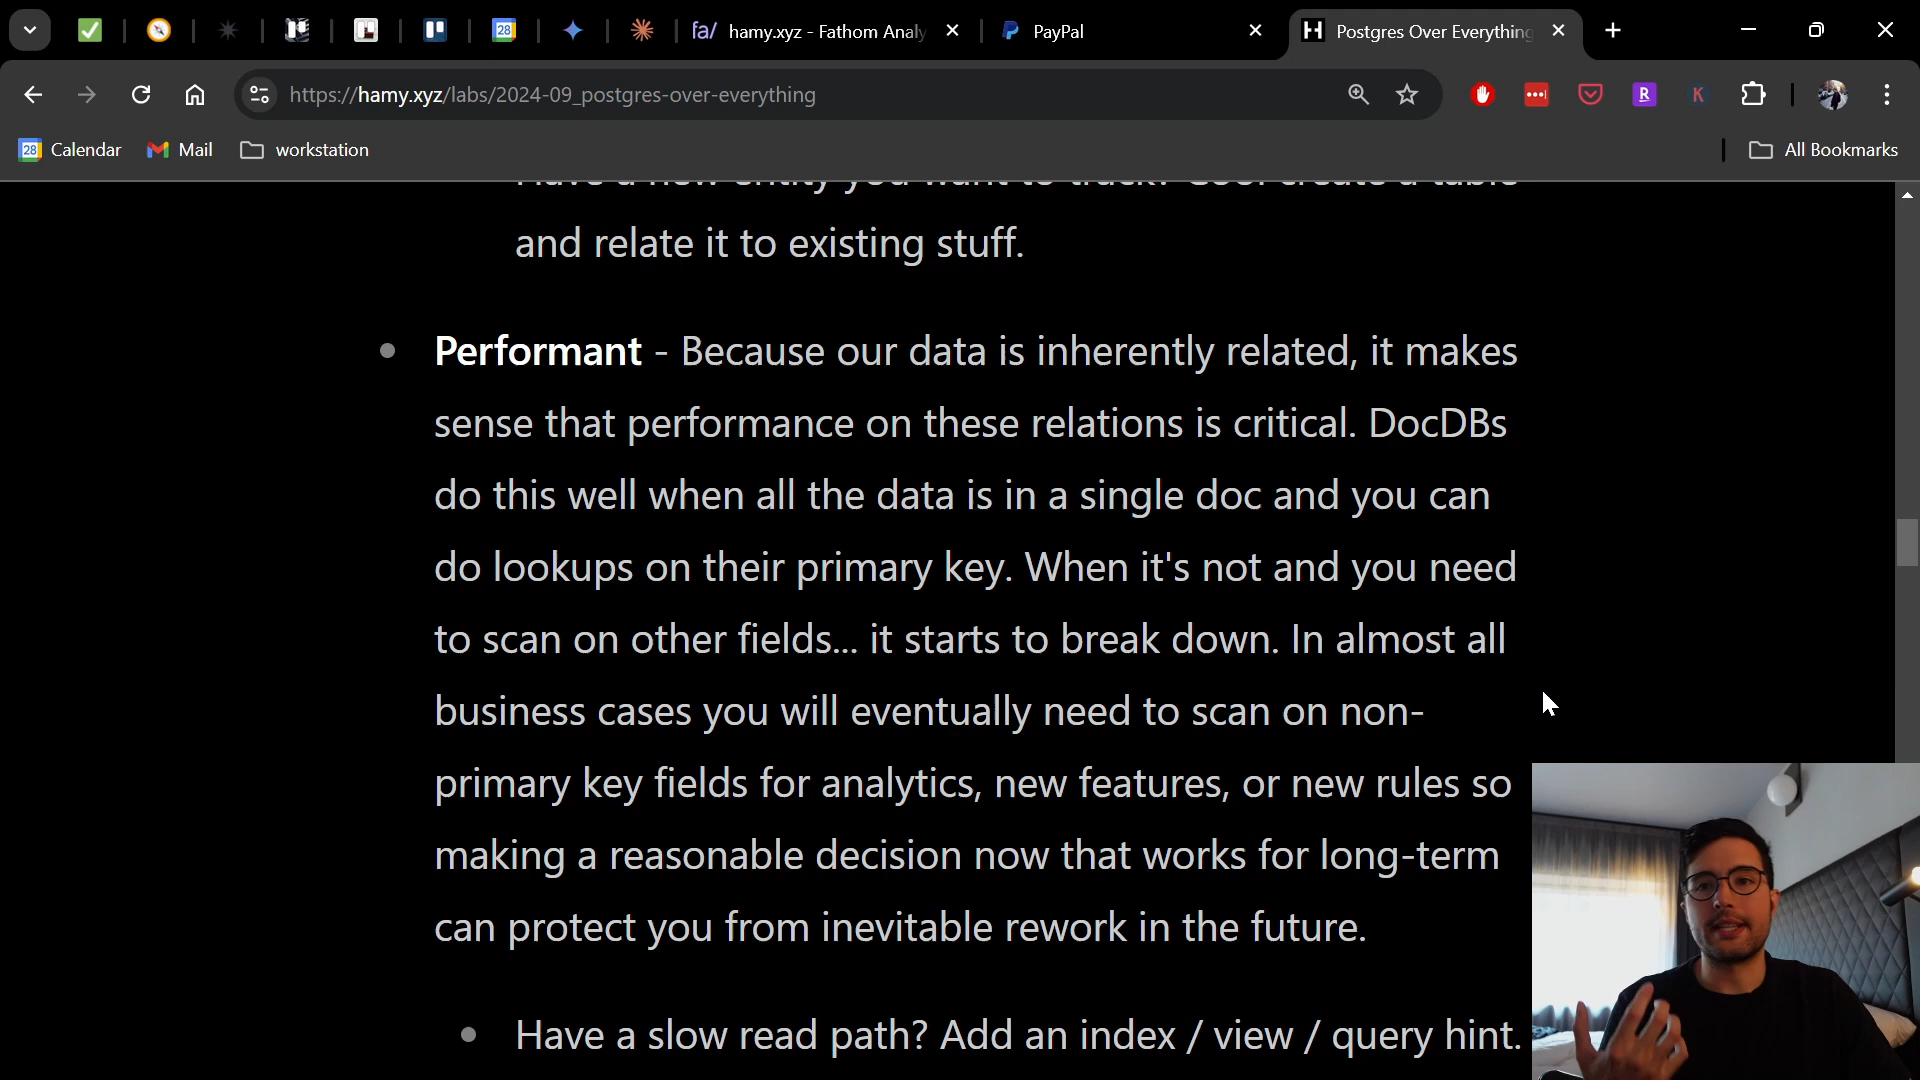 fa/ hamy.xyz - Fathom Analy
PayPal
Postgres Over Everything
https://hamy.xyz/labs/2024-09_postgres-over-everything
28 Calendar
Mail
workstation
All Bookmarks
Have a new entity you want to track? Cool create a table
and relate it to existing stuff.
Performant - Because our data is inherently related, it makes
sense that performance on these relations is critical. DocDBs
do this well when all the data is in a single doc and you can
do lookups on their primary key. When it's not and you need
to scan on other fields... it starts to break down. In almost all
business cases you will eventually need to scan on non-
primary key fields for analytics, new features, or new rules so
making a reasonable decision now that works for long-term
can protect you from inevitable rework in the future.
Have a slow read path? Add an index / view / query hint.